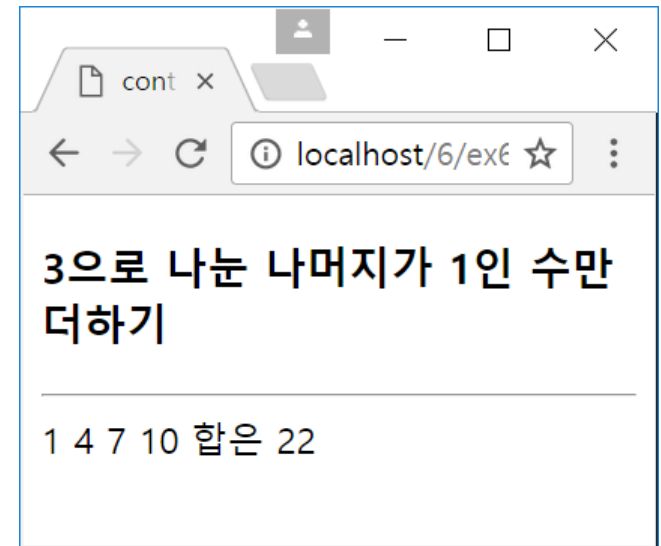 cont
localhost/6/ex6
3으로 나눈 나머지가 1인 수만
더하기
1 4 7 10 합은 22